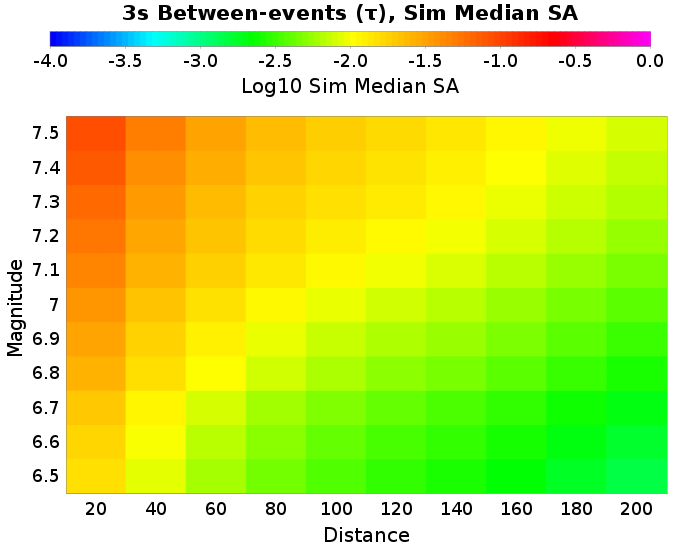 3s Between-events (τ), Sim Median SA
-4.0 -3.5 -3.0 -2.5 -2.0 -1.5 -1.0 -0.5 0.0
Log10 Sim Median SA
7.5
7.4
7.3
7.2
7.1
7
6.9
6.8
6.7
6.6
6.5
Magnitude
20 40 60 80 100 120 140 160 180 200
Distance